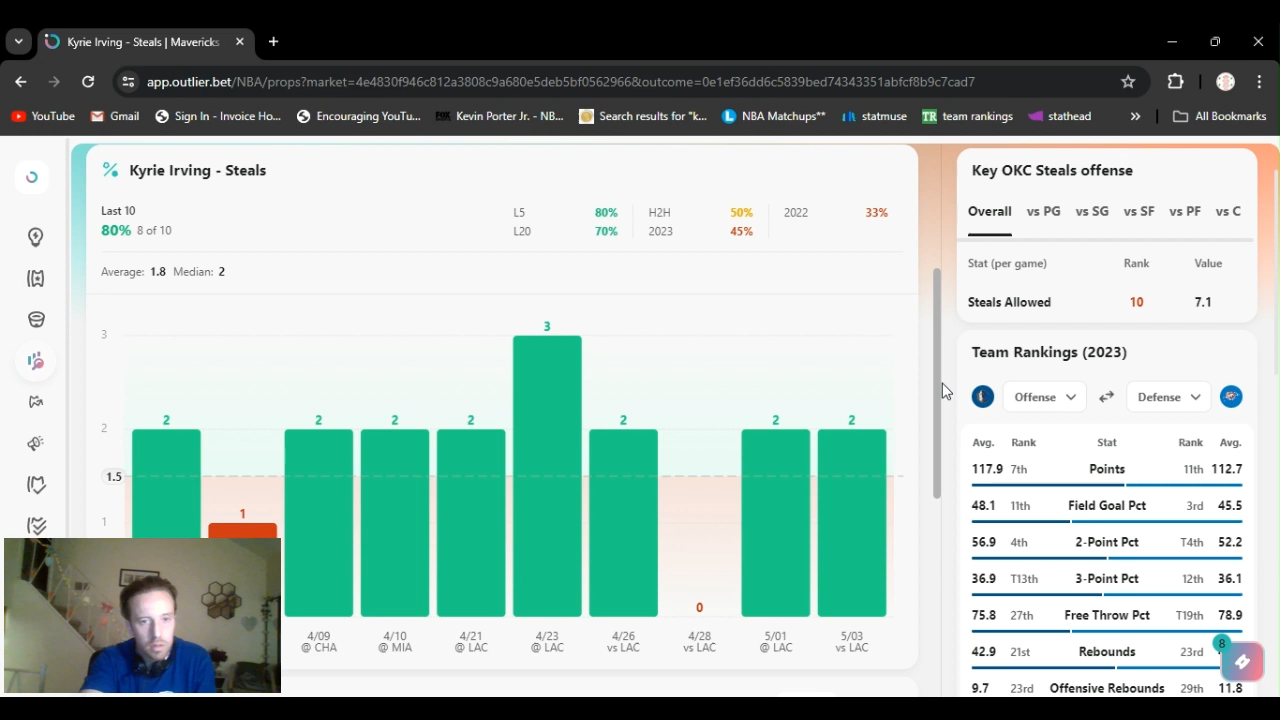 Kyrie Irving - Steals | Mavericks
app.outlier.bet/NBA/props?market=4e4830f946c812a3808c9a680e5deb5bf0562966&outcome=0e1ef36dd6c5839bed74343351abfcf8b9c7cad7
YouTube Gmail Sign In - Invoice Ho... Encouraging YouTu... FOX Kevin Porter Jr. - NB... Search results for "k... NBA Matchups** statmuse TR team rankings stathead » All Bookmarks
Kyrie Irving - Steals
Last 10
80% 8 of 10
L5 80% H2H 50% 2022 33%
L20 70% 2023 45%
Average: 1.8 Median: 2
3
2
1.5
1
2
1
2
2
2
3
2
0
2
2
4/09 4/10 4/21 4/23 4/26 4/28 5/01 5/03
@ CHA @ MIA @ LAC @ LAC vs LAC vs LAC @ LAC vs LAC
Key OKC Steals offense
Overall vs PG vs SG vs SF vs PF vs C
Stat (per game) Rank Value
Steals Allowed 10 7.1
Team Rankings (2023)
Offense Defense
Avg. Rank Stat Rank Avg.
117.9 7th Points 11th 112.7
48.1 11th Field Goal Pct 3rd 45.5
56.9 4th 2-Point Pct T4th 52.2
36.9 T13th 3-Point Pct 12th 36.1
75.8 27th Free Throw Pct T19th 78.9
42.9 21st Rebounds 23rd
9.7 23rd Offensive Rebounds 29th 11.8
8